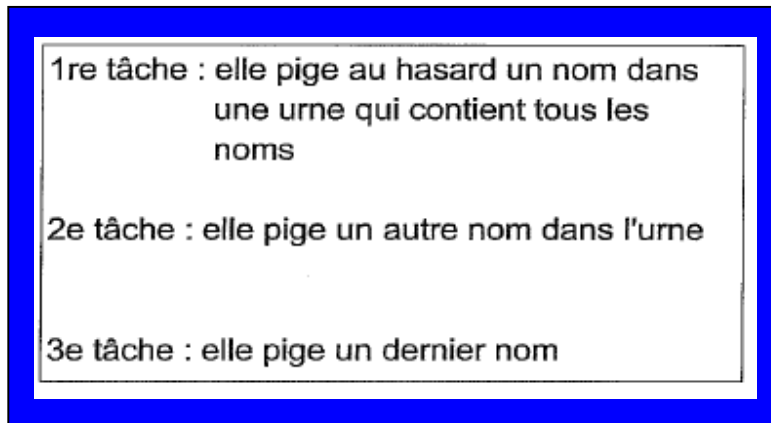 1re tâche : elle pige au hasard un nom dans
une urne qui contient tous les
noms
2e tâche : elle pige un autre nom dans l'urne
3e tâche : elle pige un dernier nom